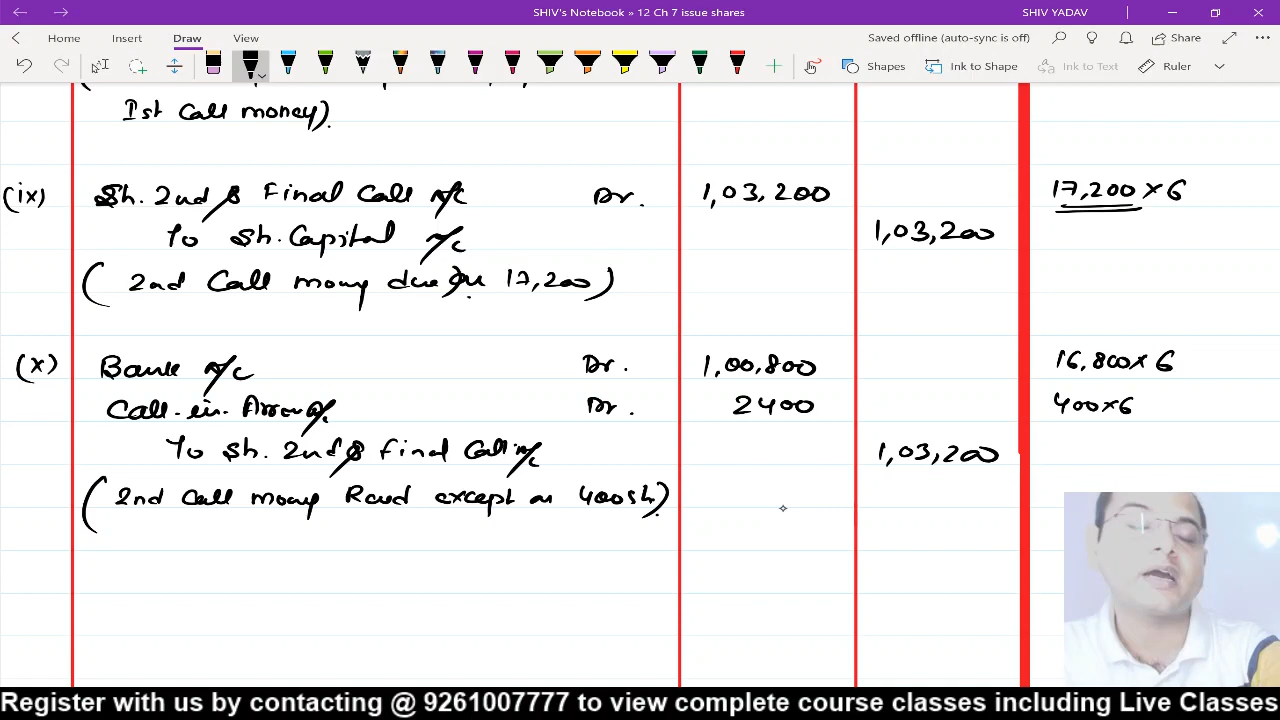 SHIV's Notebook » 12 Ch 7 issue shares
SHIV YADAV
Home Insert Draw View
Saved offline (auto-sync is off)
Share
Shapes Ink to Shape Ink to Text Ruler
Ist Call money).
(ix) Sh. 2nd & Final Call A/c Dr. 1,03,200 17,200 × 6
To Sh. Capital A/c 1,03,200
( 2nd Call money due on 17,200 )
(x) Bank A/c Dr. 1,00,800 16,800 × 6
Call-in-Arrear A/c Dr. 2400 400×6
To Sh. 2nd & Final Call A/c 1,03,200
( 2nd Call money Recd except on 400 sh).
Register with us by contacting @ 9261007777 to view complete course classes including Live Classes